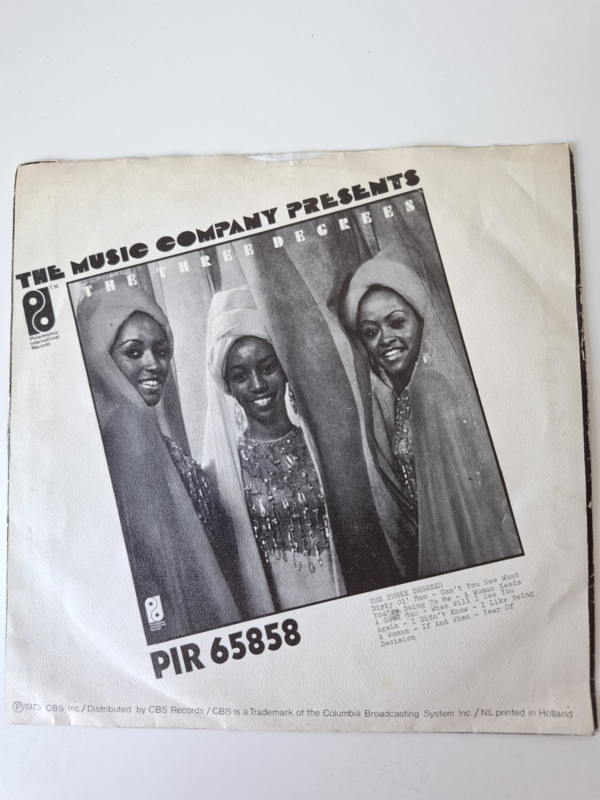 THE MUSIC COMPANY PRESENTS
THE THREE DEGREES
T.M.
Philadelphia
International
Records
THE THREE DEGREES
Dirty Ol' Man - Can't You See What
You're Doing To Me - A Woman Needs
A Good Man - When Will I See You
Again - I Didn't Know - I Like Being
A Woman - If And When - Year Of
Decision
PIR 65858
Ⓟ1973 CBS Inc./Distributed by CBS Records/CBS is a Trademark of the Columbia Broadcasting System Inc./NL printed in Holland